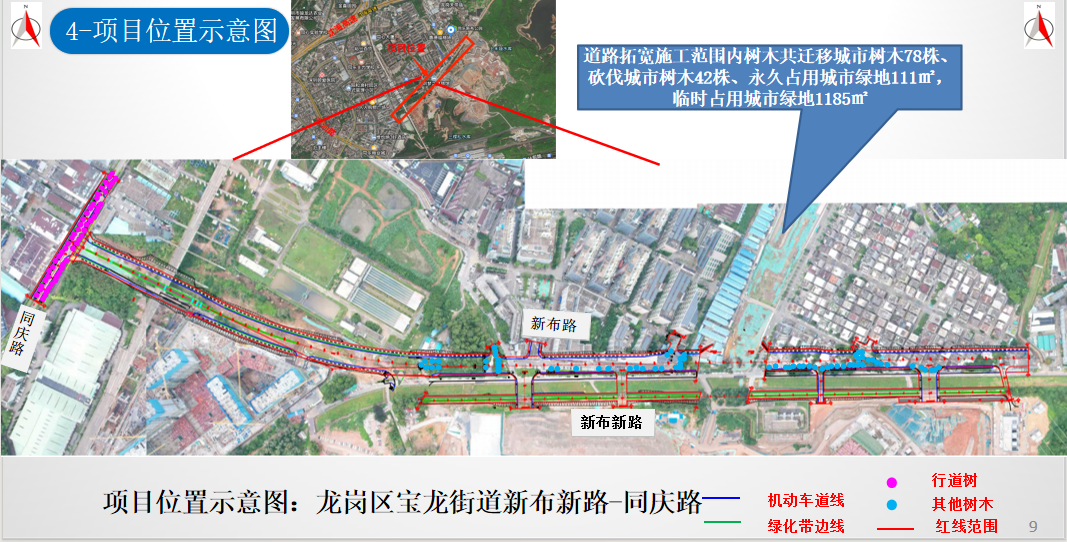 N
4-项目位置示意图
N
项目位置
道路拓宽施工范围内树木共迁移城市树木78株、
砍伐城市树木42株、永久占用城市绿地111㎡，
临时占用城市绿地1185㎡
同庆路
新布路
新布新路
项目位置示意图：龙岗区宝龙街道新布新路-同庆路
机动车道线
绿化带边线
行道树
其他树木
红线范围
9